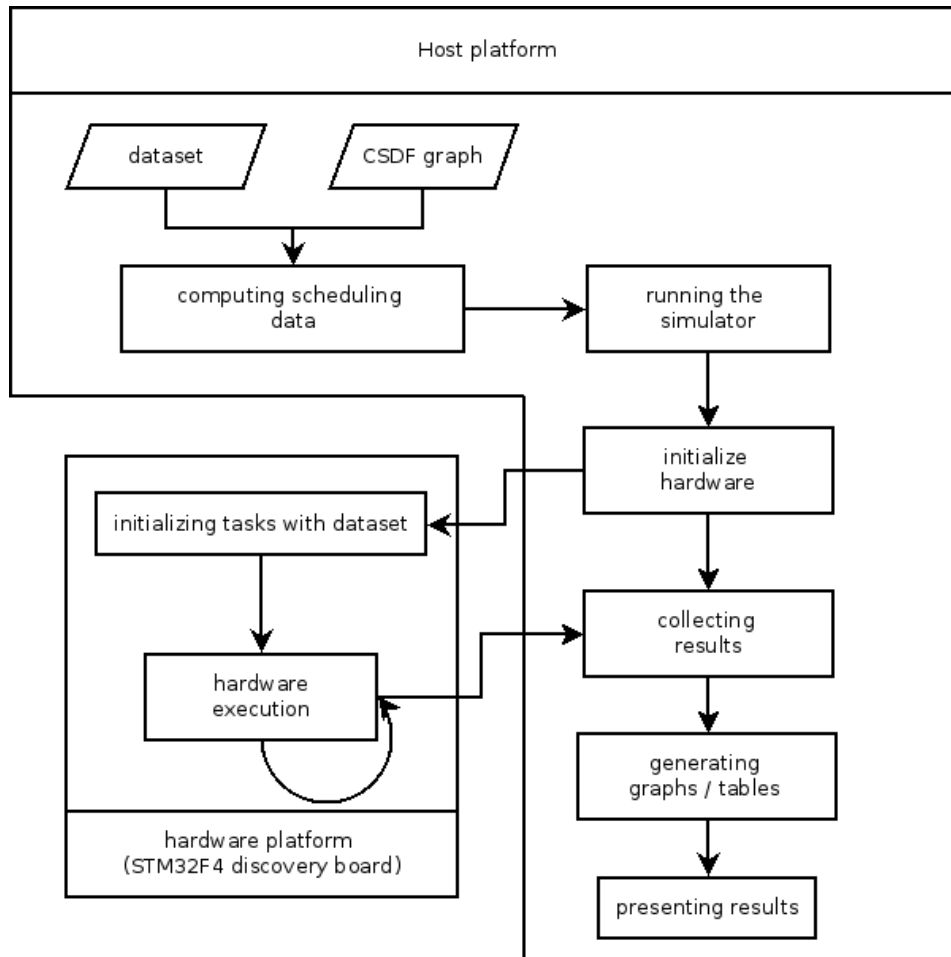 Host platform
dataset
CSDF graph
computing scheduling
data
running the
simulator
initialize
hardware
initializing tasks with dataset
collecting
results
hardware
execution
generating
graphs / tables
hardware platform
(STM32F4 discovery board)
presenting results